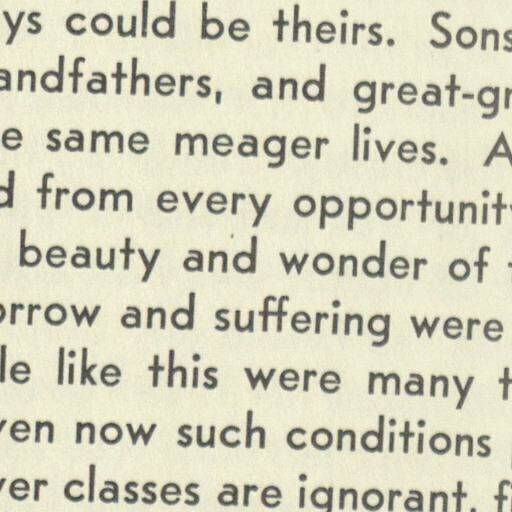 ys could be theirs. Sons
andfathers, and great-gr
e same meager lives. A
d from every opportunit
beauty and wonder of
orrow and suffering were
le like this were many t
ven now such conditions
ver classes are ignorant, f